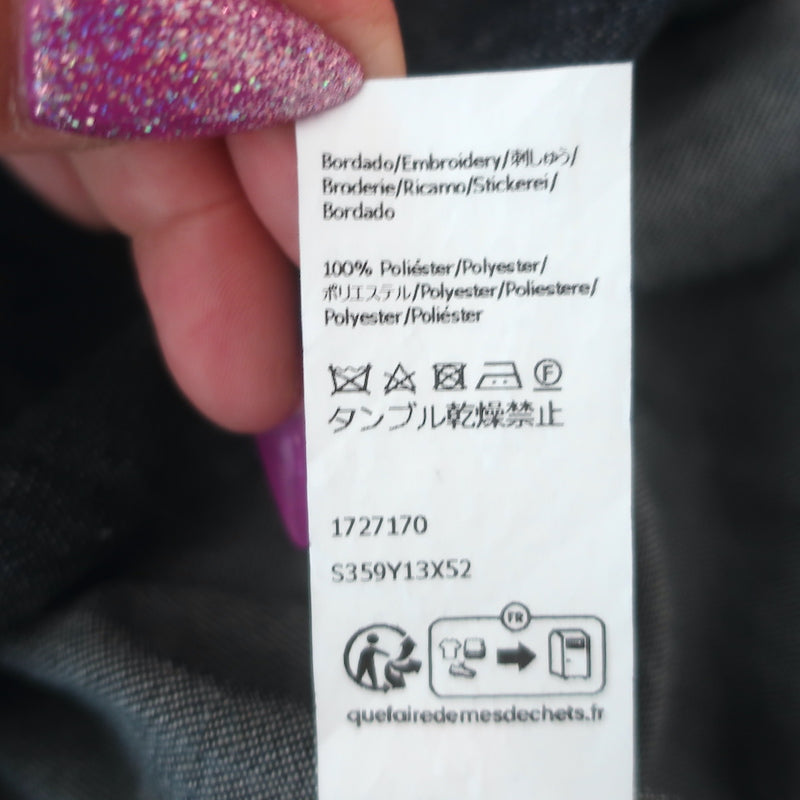 Bordado/Embroidery/刺しゅう/
Broderie/Ricamo/Stickerei/
Bordado
100% Poliéster/Polyester/
ポリエステル/Polyester/Poliestere/
Polyester/Poliéster
F
タンブル乾燥禁止
1727170
S359Y13X52
FR
quefairedemesdechets.fr